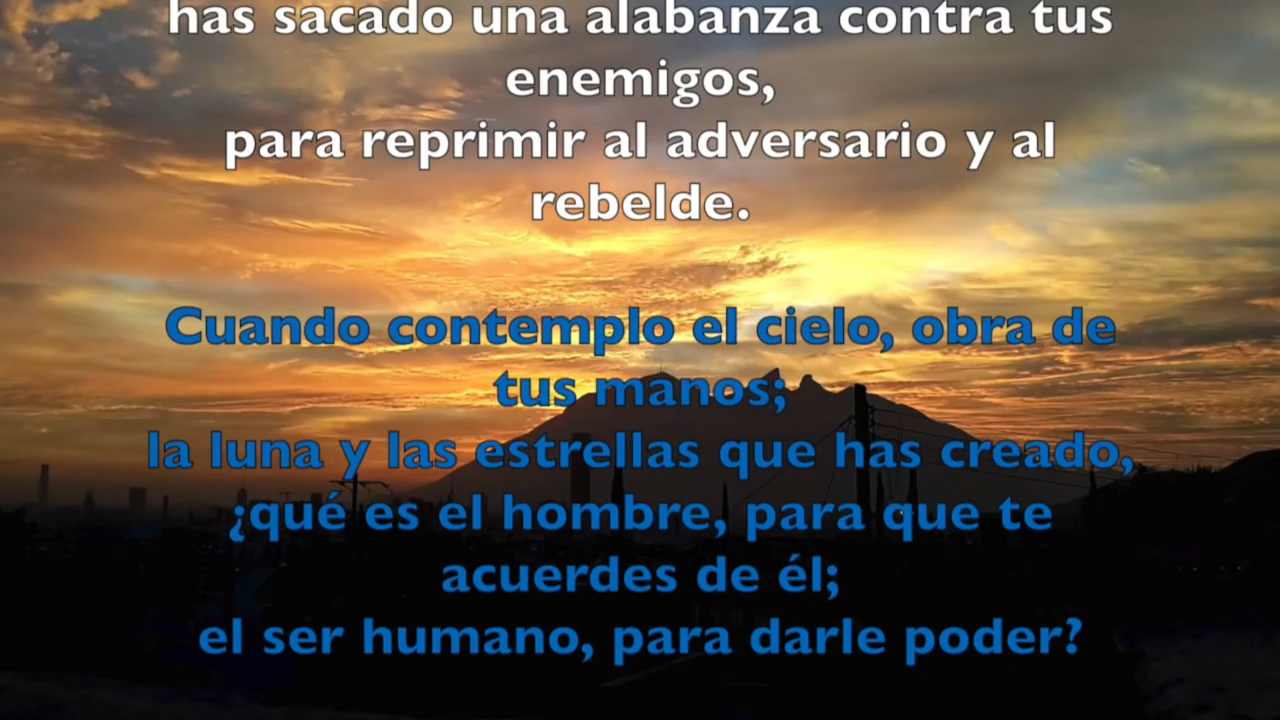 has sacado una alabanza contra tus
enemigos,
para reprimir al adversario y al
rebelde.
Cuando contemplo el cielo, obra de
tus manos;
la luna y las estrellas que has creado,
¿qué es el hombre, para que te
acuerdes de él;
el ser humano, para darle poder?